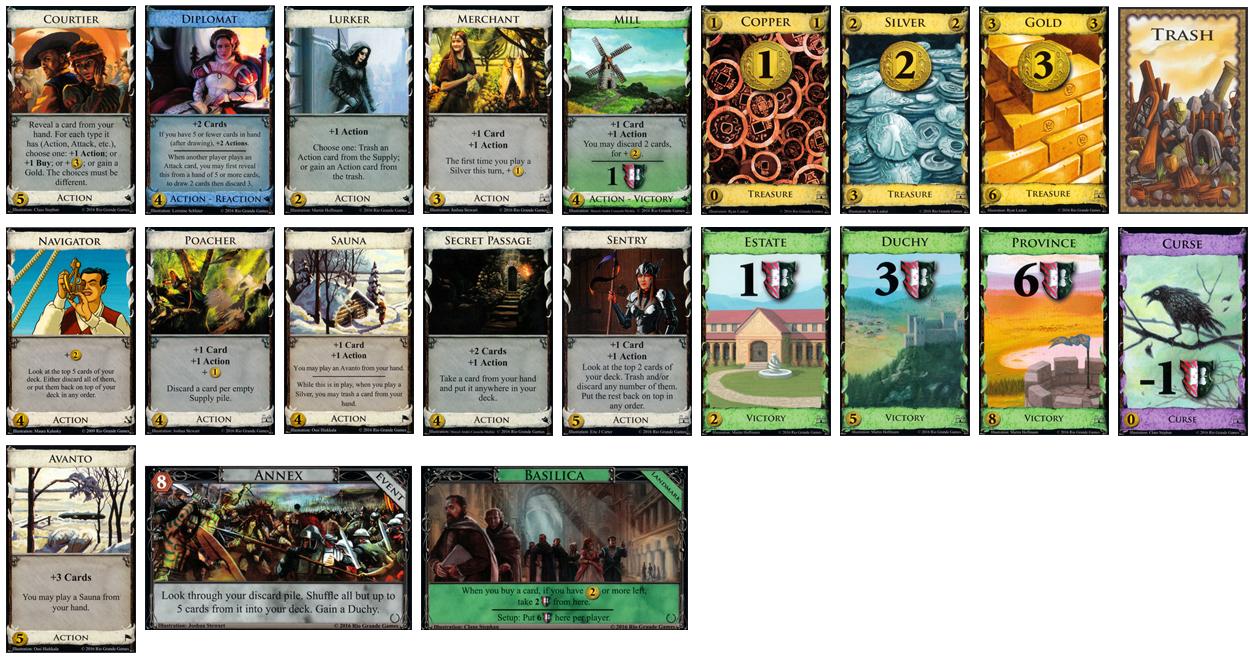 COURTIER
Reveal a card from your
hand. For each type it
has (Action, Attack, etc.),
choose one: +1 Action; or
+1 Buy; or +3; or gain a
Gold. The choices must be
different.
5 ACTION
DIPLOMAT
+2 Cards
If you have 5 or fewer cards in hand
(after drawing), +2 Actions.
When another player plays an
Attack card, you may first reveal
this from a hand of 5 or more cards,
to draw 2 cards then discard 3.
4 ACTION - REACTION
LURKER
+1 Action
Choose one: Trash an
Action card from the Supply;
or gain an Action card from
the trash.
2 ACTION
MERCHANT
+1 Card
+1 Action
The first time you play a
Silver this turn, +1.
3 ACTION
MILL
+1 Card
+1 Action
You may discard 2 cards,
for +2
1
4 ACTION - VICTORY
1 COPPER 1
1
0 TREASURE
2 SILVER 2
2
3 TREASURE
3 GOLD 3
3
6 TREASURE
TRASH
NAVIGATOR
+2
Look at the top 5 cards of
your deck. Either discard all of them,
or put them back on top of your
deck in any order.
4 ACTION
POACHER
+1 Card
+1 Action
+1
Discard a card per empty
Supply pile.
4 ACTION
SAUNA
+1 Card
+1 Action
You may play an Avanto from your hand.
While this is in play, when you play a
Silver, you may trash a card from your
hand.
4 ACTION
SECRET PASSAGE
+2 Cards
+1 Action
Take a card from your hand
and put it anywhere in your
deck.
4 ACTION
SENTRY
+1 Card
+1 Action
Look at the top 2 cards of
your deck. Trash and/or
discard any number of them.
Put the rest back on top in
any order.
5 ACTION
ESTATE
1
2 VICTORY
DUCHY
3
5 VICTORY
PROVINCE
6
8 VICTORY
CURSE
-1
0 CURSE
AVANTO
+3 Cards
You may play a Sauna from
your hand.
5 ACTION
8 ANNEX EVENT
Look through your discard pile. Shuffle all but up to
5 cards from it into your deck. Gain a Duchy.
Illustration: Joshua Stewart © 2016 Rio Grande Games
BASILICA LANDMARK
When you buy a card, if you have 2 or more left,
take 2 from here.
Setup: Put 6 here per player.
Illustration: Claus Stephan © 2016 Rio Grande Games